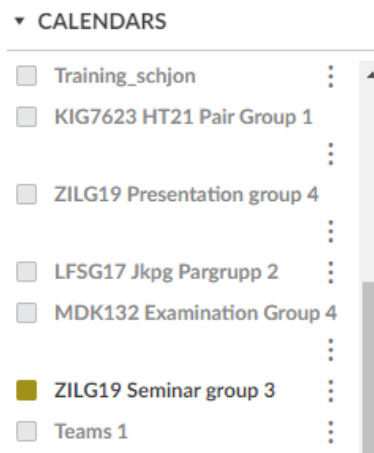 CALENDARS
Training_schjon
KIG7623 HT21 Pair Group 1
ZILG19 Presentation group 4
LFSG17 Jkpg Pargrupp 2
MDK132 Examination Group 4
ZILG19 Seminar group 3
Teams 1